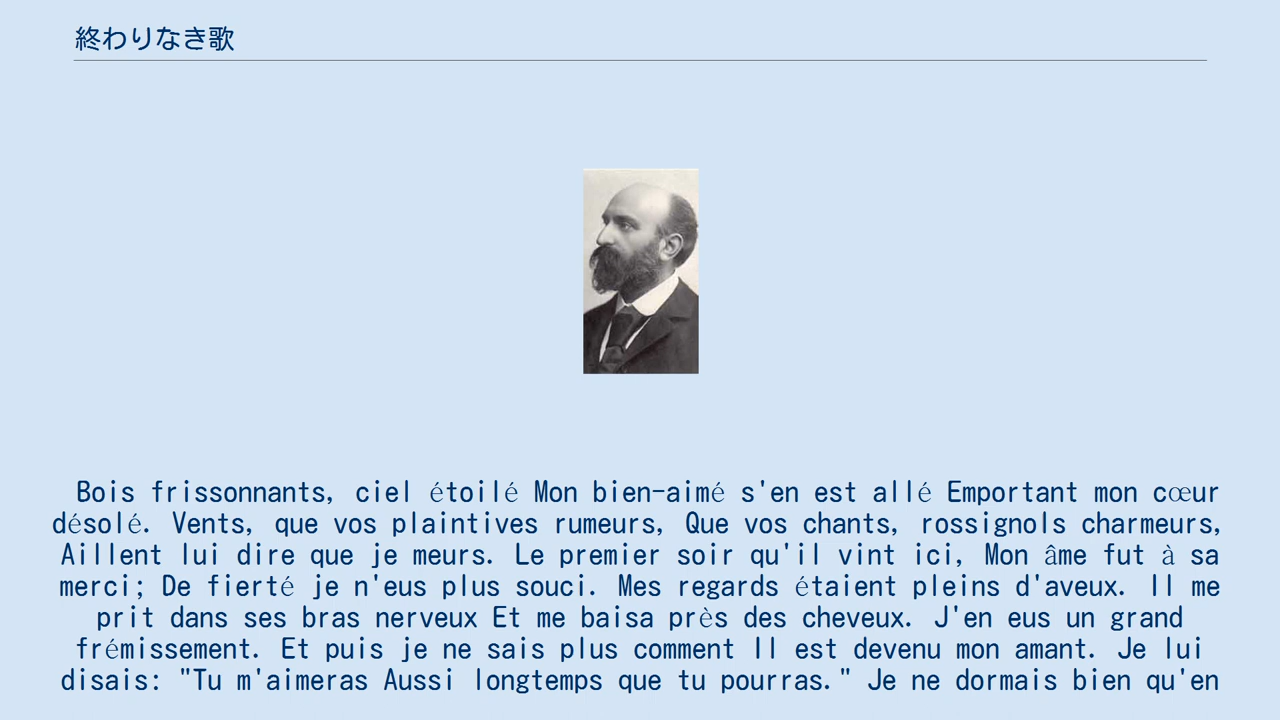 終わりなき歌
Bois frissonnants, ciel étoilé Mon bien-aimé s'en est allé Emportant mon cœur
désolé. Vents, que vos plaintives rumeurs, Que vos chants, rossignols charmeurs,
Aillent lui dire que je meurs. Le premier soir qu'il vint ici, Mon âme fut à sa
merci; De fierté je n'eus plus souci. Mes regards étaient pleins d'aveux. Il me
prit dans ses bras nerveux Et me baisa près des cheveux. J'en eus un grand
frémissement. Et puis je ne sais plus comment Il est devenu mon amant. Je lui
disais: "Tu m'aimeras Aussi longtemps que tu pourras." Je ne dormais bien qu'en